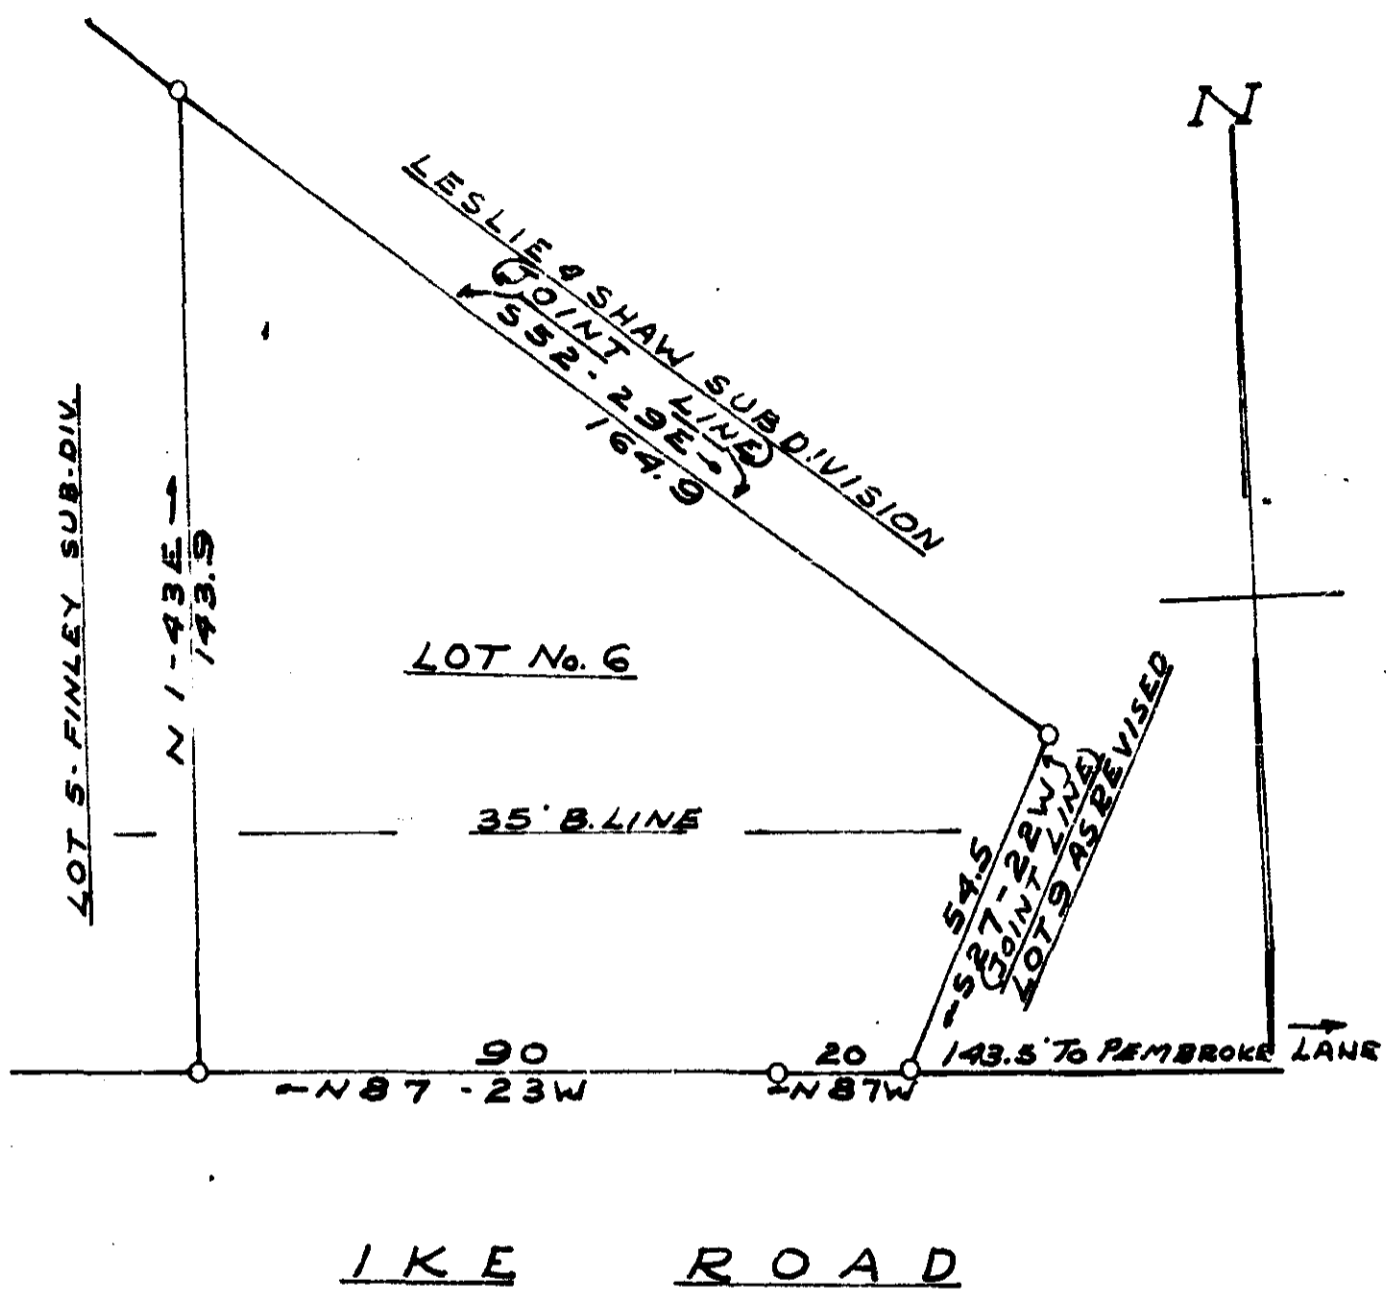 N
LESLIE & SHAW SUBDIVISION
(JOINT LINE)
S52-29E
164.9
LOT 5-FINLEY SUB-DIV.
N 1-43E
143.9
LOT No. 6
35' B. LINE
54.5
S27-22W
(JOINT LINE)
LOT 9 AS REVISED
90
20
143.5' TO PEMBROKE LANE
N87-23W
N87W
IKE ROAD